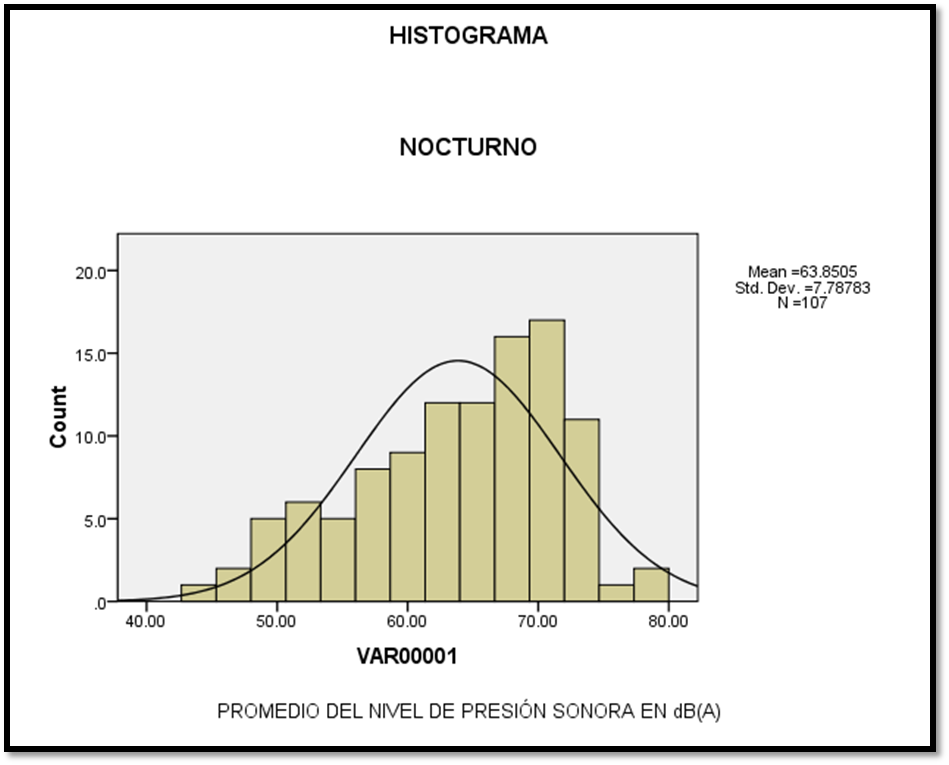 HISTOGRAMA
NOCTURNO
Mean =63.8505
Std. Dev. =7.78783
N =107
20.0
15.0
10.0
5.0
.0
Count
40.00 50.00 60.00 70.00 80.00
VAR00001
PROMEDIO DEL NIVEL DE PRESIÓN SONORA EN dB(A)